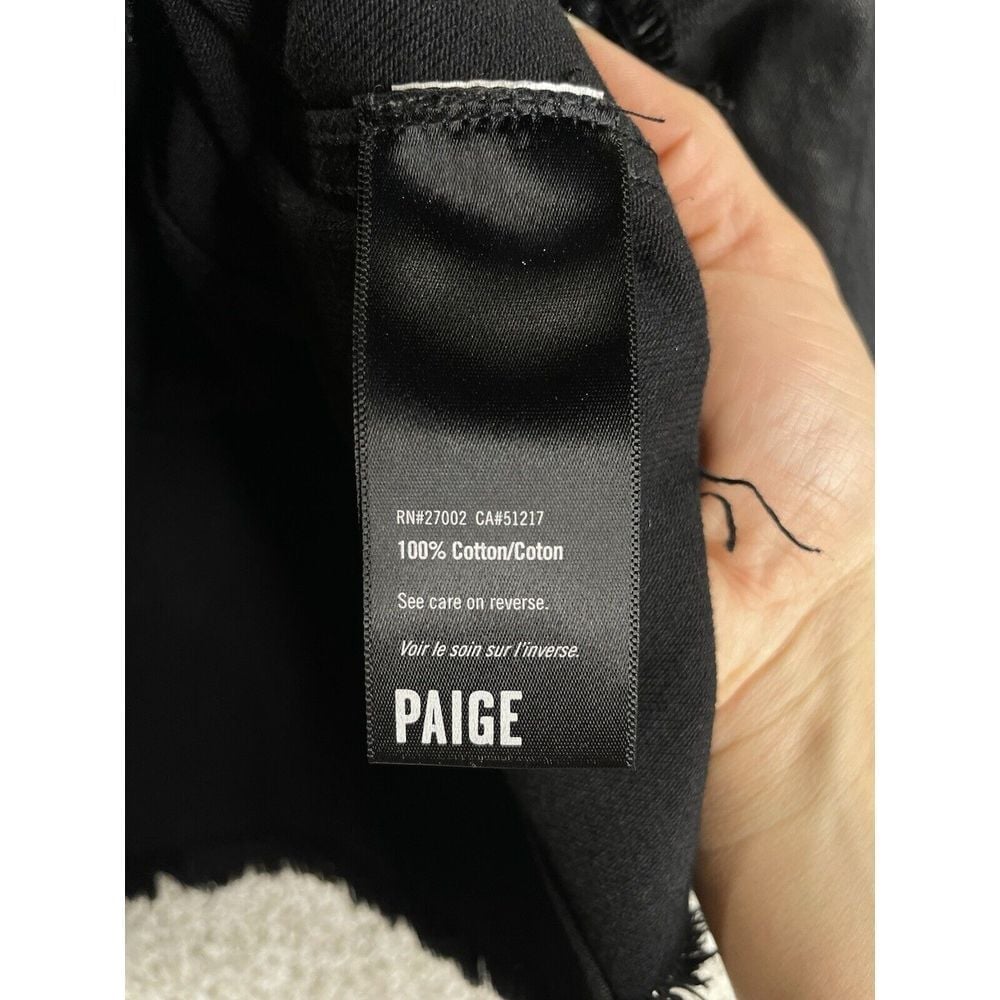 RN#27002 CA#51217
100% Cotton/Coton
See care on reverse.
Voir le soin sur l'inverse.
PAIGE